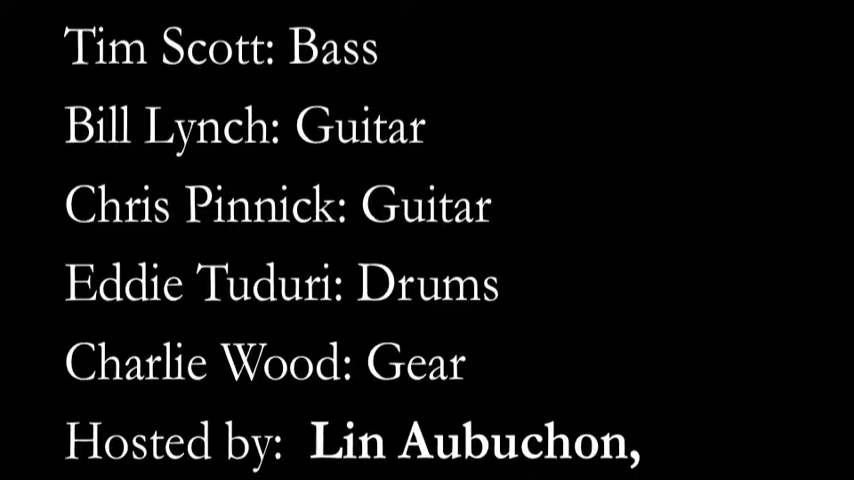 Tim Scott: Bass
Bill Lynch: Guitar
Chris Pinnick: Guitar
Eddie Tuduri: Drums
Charlie Wood: Gear
Hosted by: Lin Aubuchon,